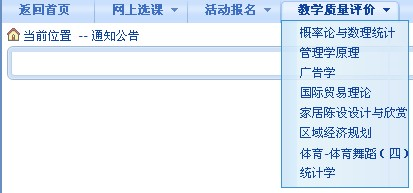 返回首页 网上选课 活动报名 教学质量评价
当前位置 -- 通知公告
概率论与数理统计
管理学原理
广告学
国际贸易理论
家居陈设设计与欣赏
区域经济规划
体育-体育舞蹈（四）
统计学